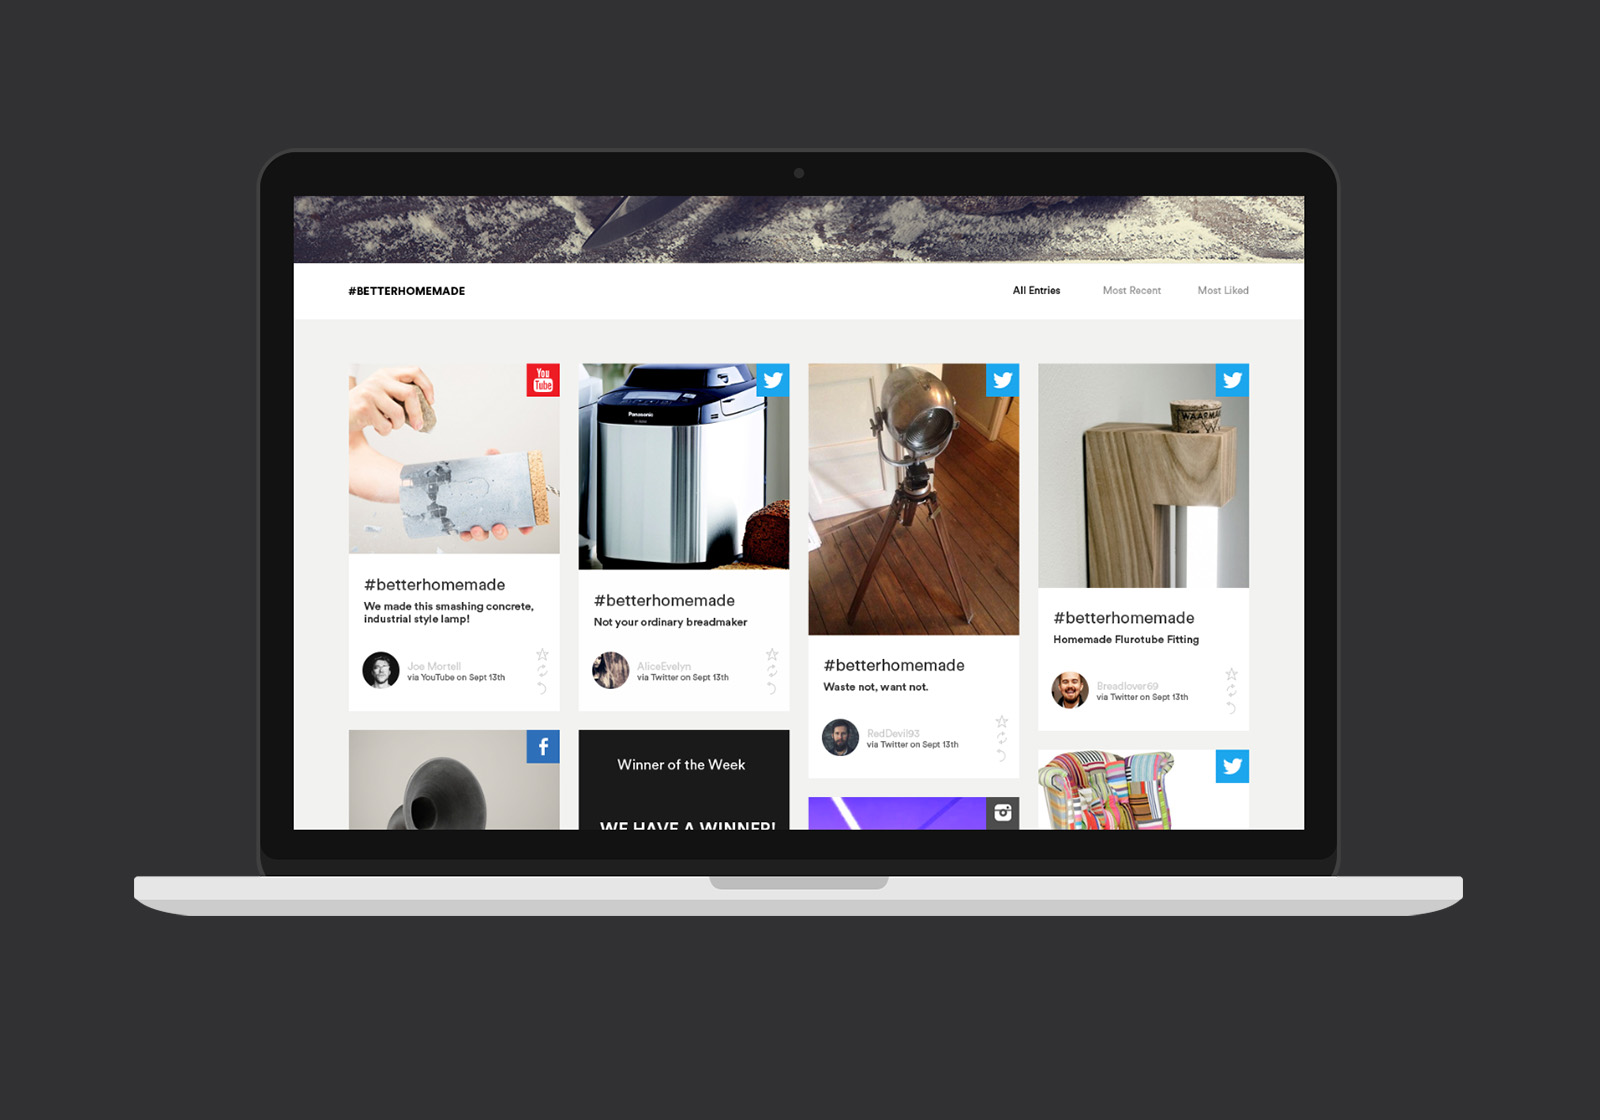 #BETTERHOMEMADE
All Entries
Most Recent
Most Liked
You
Tube
#betterhomemade
We made this smashing concrete,
industrial style lamp!
Joe Mortell
via YouTube on Sept 13th
Panasonic
#betterhomemade
Not your ordinary breadmaker
AliceEvelyn
via Twitter on Sept 13th
#betterhomemade
Waste not, want not.
RedDevil93
via Twitter on Sept 13th
#betterhomemade
Homemade Flurotube Fitting
Breadlover69
via Twitter on Sept 13th
f
Winner of the Week
WE HAVE A WINNER!